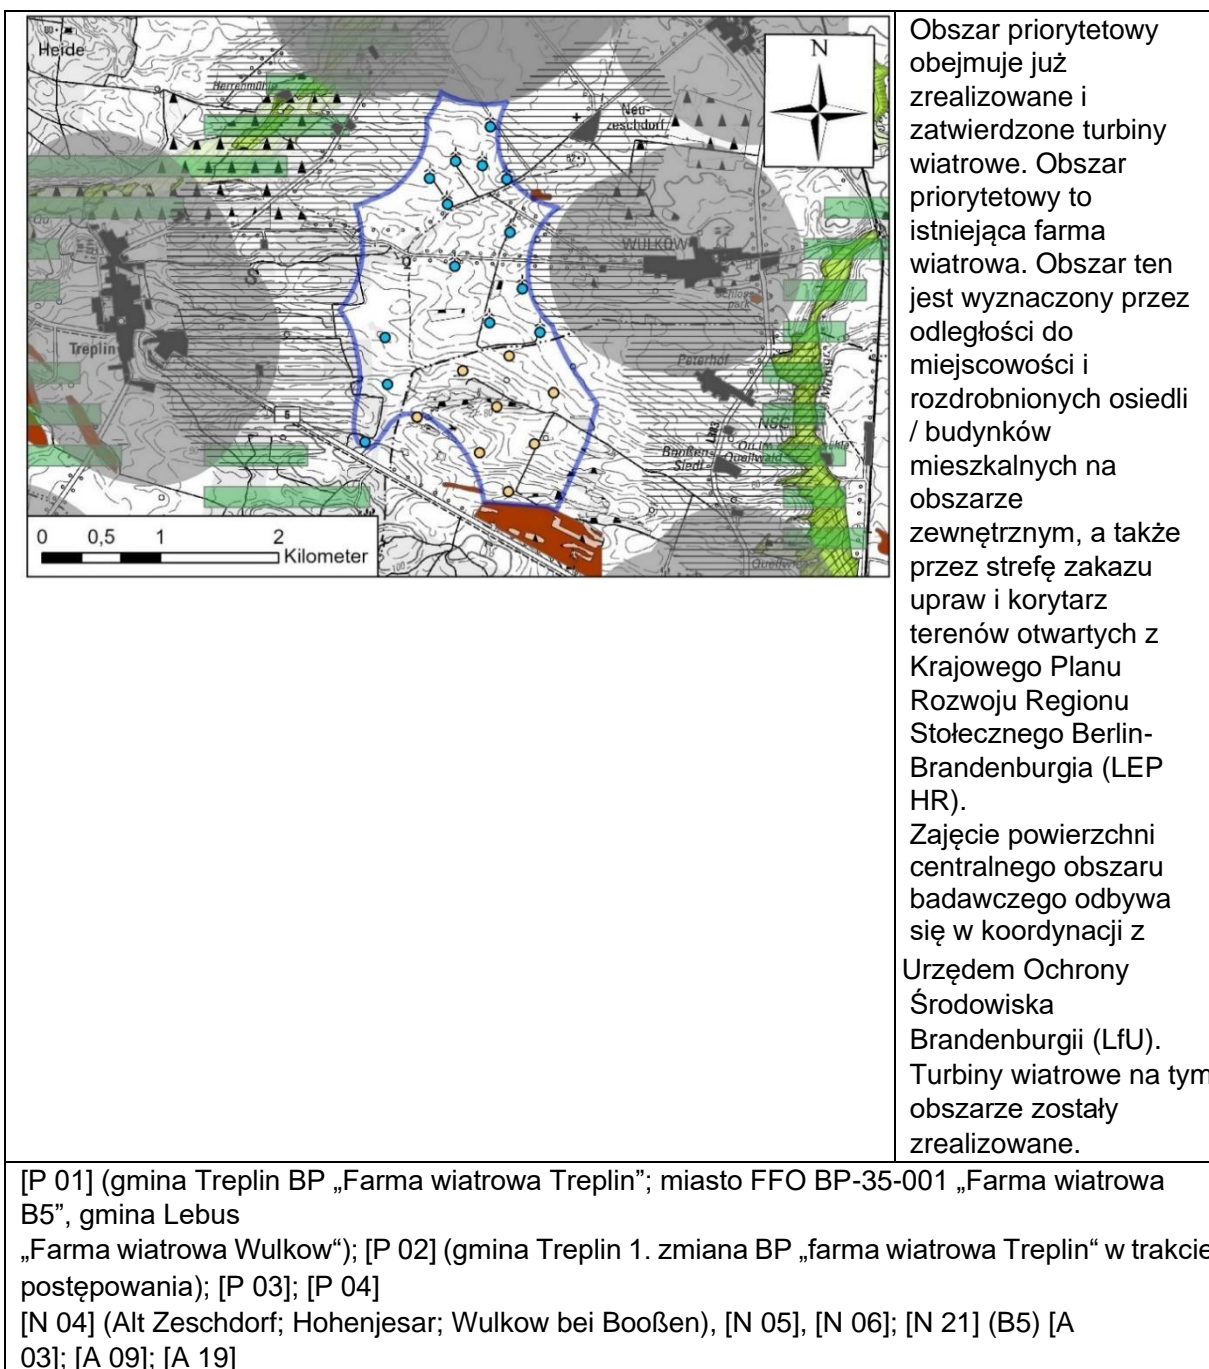 Heide
Herrenmühle
Neu-
zeschdorf
N
WULKOW
Schloss
park
Treplin
Peterhof
5
L383
NSG
Booßen
Siedl
Quellwald
0 0,5 1 2
Kilometer
Obszar priorytetowy
obejmuje już
zrealizowane i
zatwierdzone turbiny
wiatrowe. Obszar
priorytetowy to
istniejąca farma
wiatrowa. Obszar ten
jest wyznaczony przez
odległości do
miejscowości i
rozdrobnionych osiedli
/ budynków
mieszkalnych na
obszarze
zewnętrznym, a także
przez strefę zakazu
upraw i korytarz
terenów otwartych z
Krajowego Planu
Rozwoju Regionu
Stołecznego Berlin-
Brandenburgia (LEP
HR).
Zajęcie powierzchni
centralnego obszaru
badawczego odbywa
się w koordynacji z
Urzędem Ochrony
Środowiska
Brandenburgii (LfU).
Turbiny wiatrowe na tym
obszarze zostały
zrealizowane.
[P 01] (gmina Treplin BP „Farma wiatrowa Treplin”; miasto FFO BP-35-001 „Farma wiatrowa
B5”, gmina Lebus
„Farma wiatrowa Wulkow“); [P 02] (gmina Treplin 1. zmiana BP „farma wiatrowa Treplin“ w trakcie
postępowania); [P 03]; [P 04]
[N 04] (Alt Zeschdorf; Hohenjesar; Wulkow bei Booßen), [N 05], [N 06]; [N 21] (B5) [A
03]; [A 09]; [A 19]